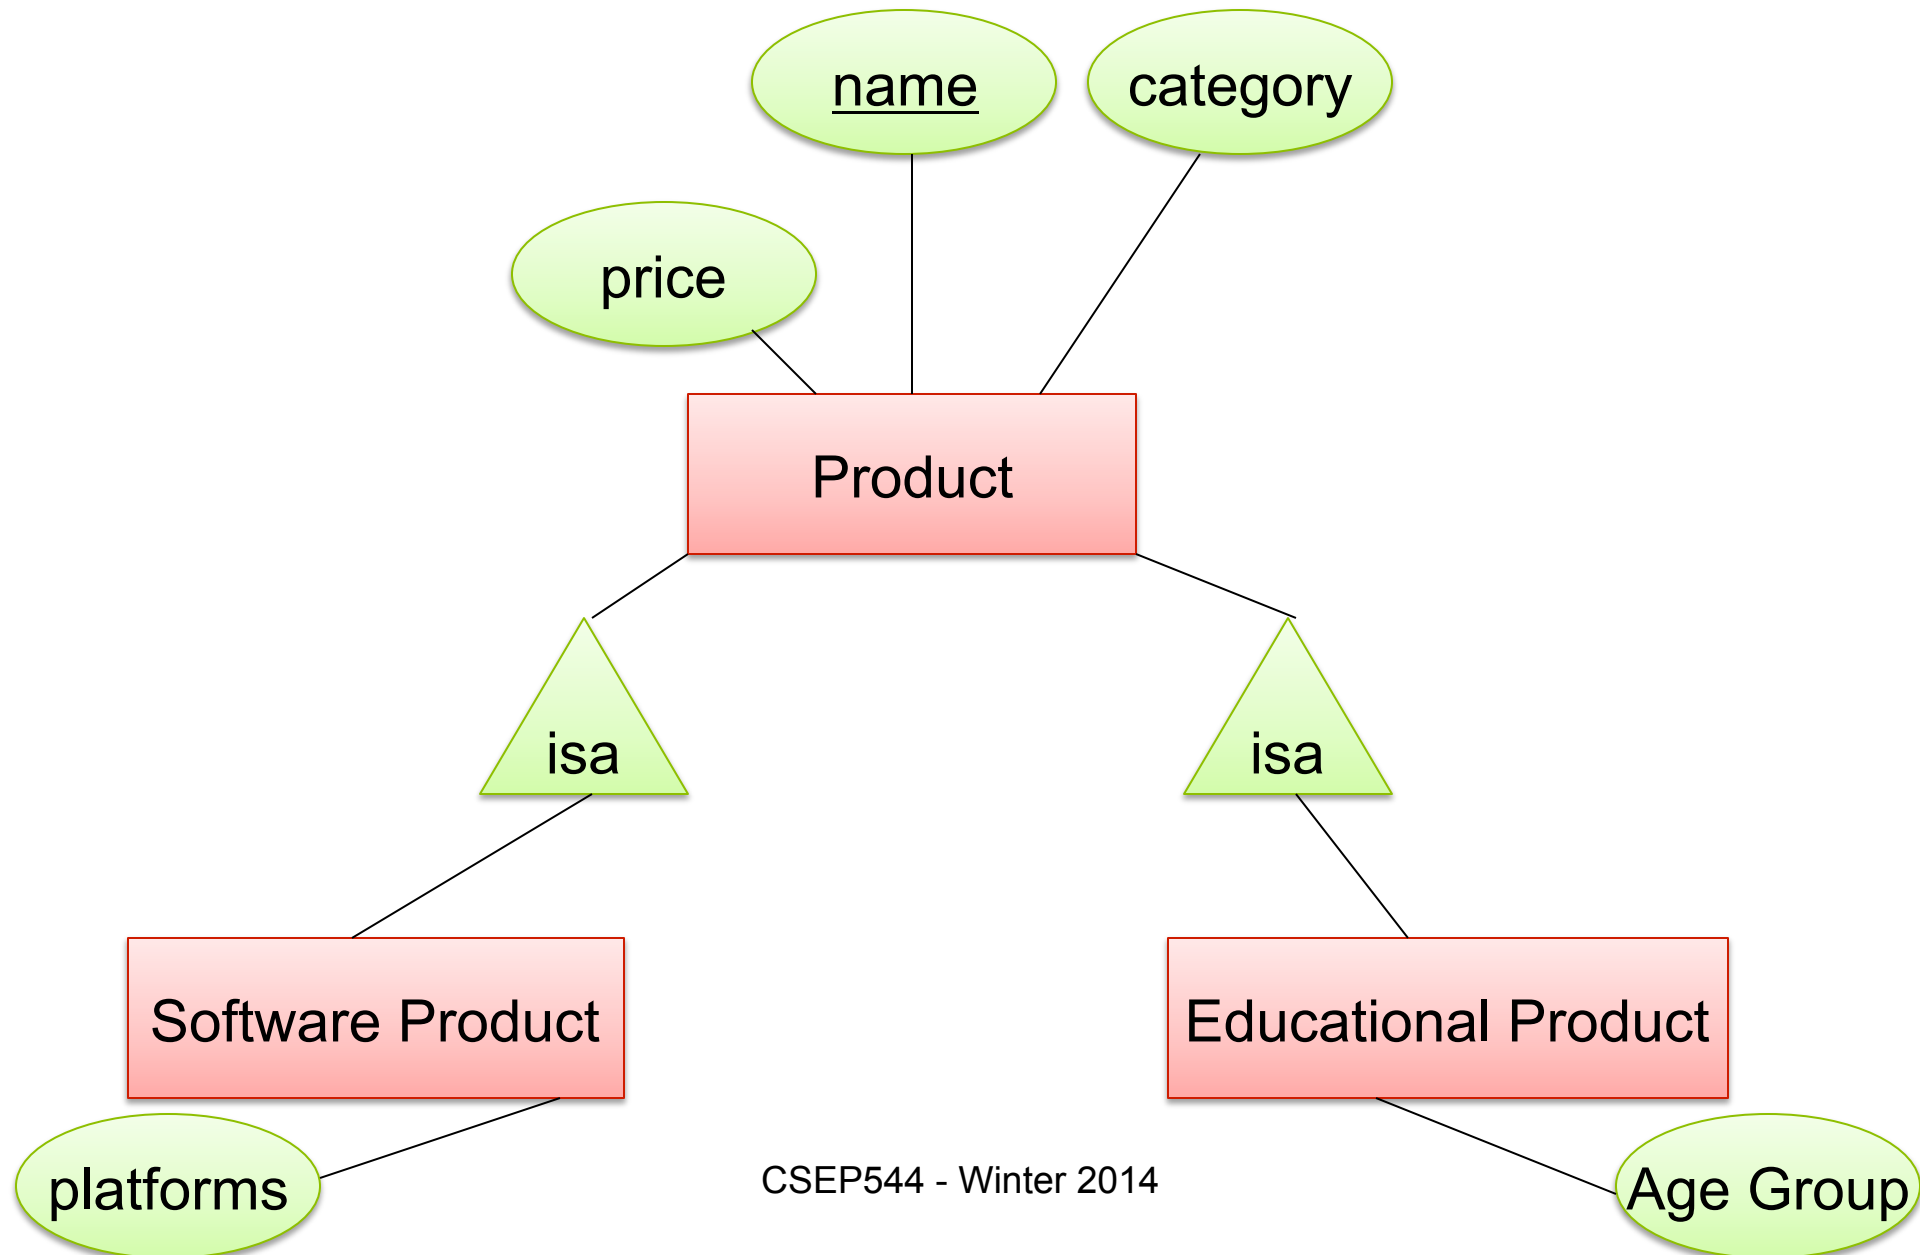 name
category
price
Product
isa
isa
Software Product
Educational Product
platforms
CSEP544 - Winter 2014
Age Group